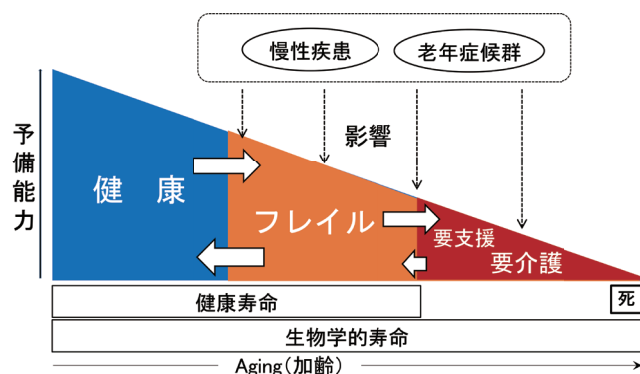 慢性疾患
老年症候群
影響
予備能力
健 康
フレイル
要支援
要介護
健康寿命
死
生物学的寿命
Aging(加齢)